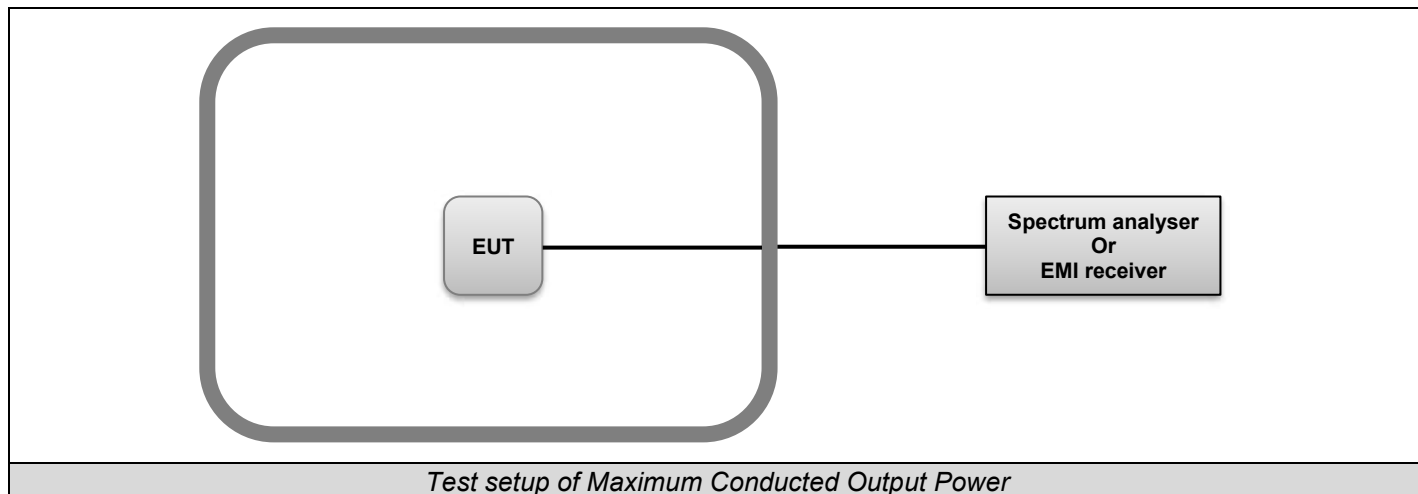 EUT
Spectrum analyser
Or
EMI receiver
Test setup of Maximum Conducted Output Power